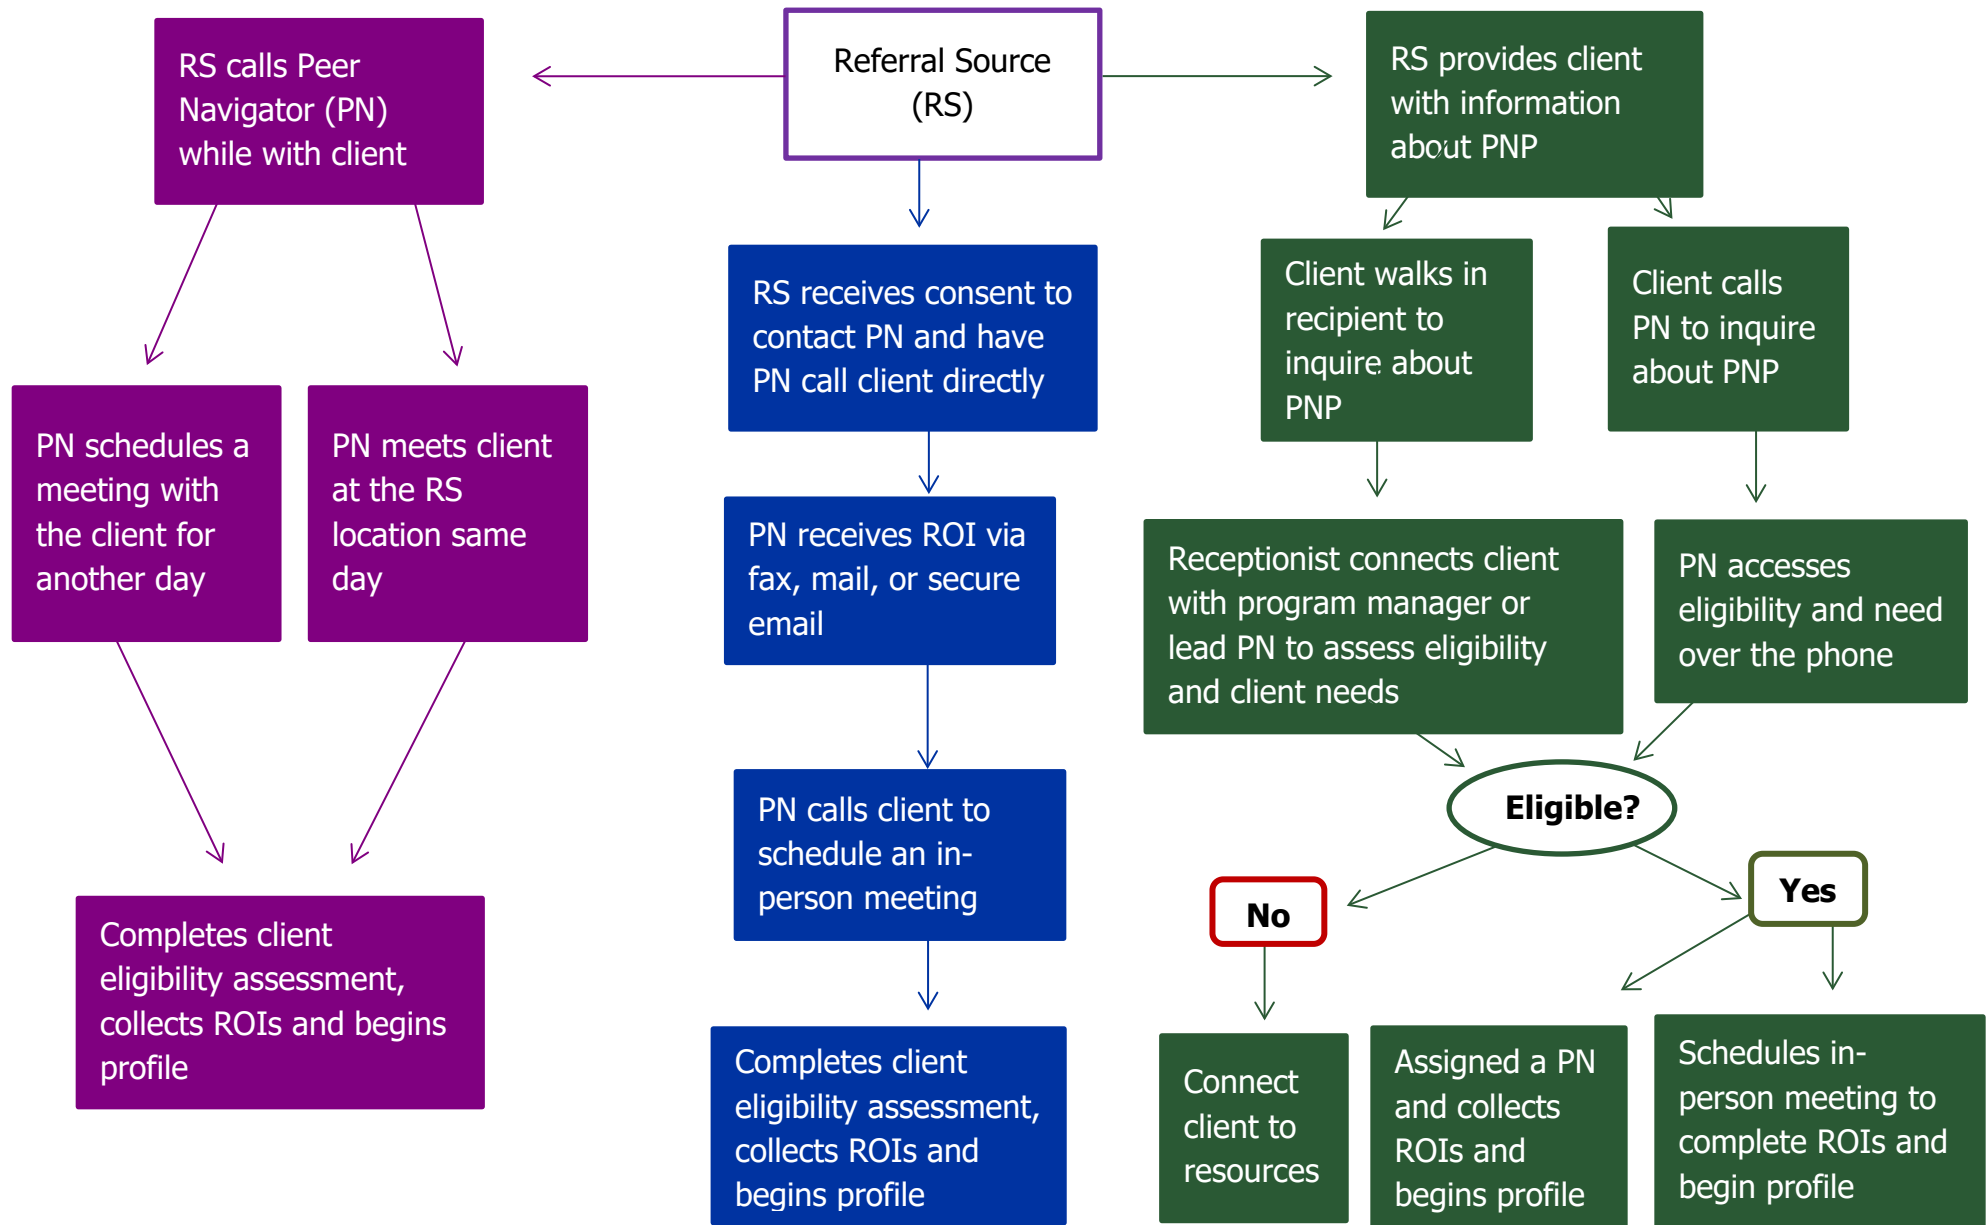 Referral Source
(RS)
RS calls Peer
Navigator (PN)
while with client
PN schedules a
meeting with
the client for
another day
PN meets client
at the RS
location same
day
Completes client
eligibility assessment,
collects ROIs and begins
profile
RS receives consent to
contact PN and have
PN call client directly
PN receives ROI via
fax, mail, or secure
email
PN calls client to
schedule an in-
person meeting
Completes client
eligibility assessment,
collects ROIs and
begins profile
RS provides client
with information
about PNP
Client walks in
recipient to
inquire about
PNP
Client calls
PN to inquire
about PNP
Receptionist connects client
with program manager or
lead PN to assess eligibility
and client needs
PN accesses
eligibility and need
over the phone
Eligible?
No
Yes
Connect
client to
resources
Assigned a PN
and collects
ROIs and
begins profile
Schedules in-
person meeting to
complete ROIs and
begin profile